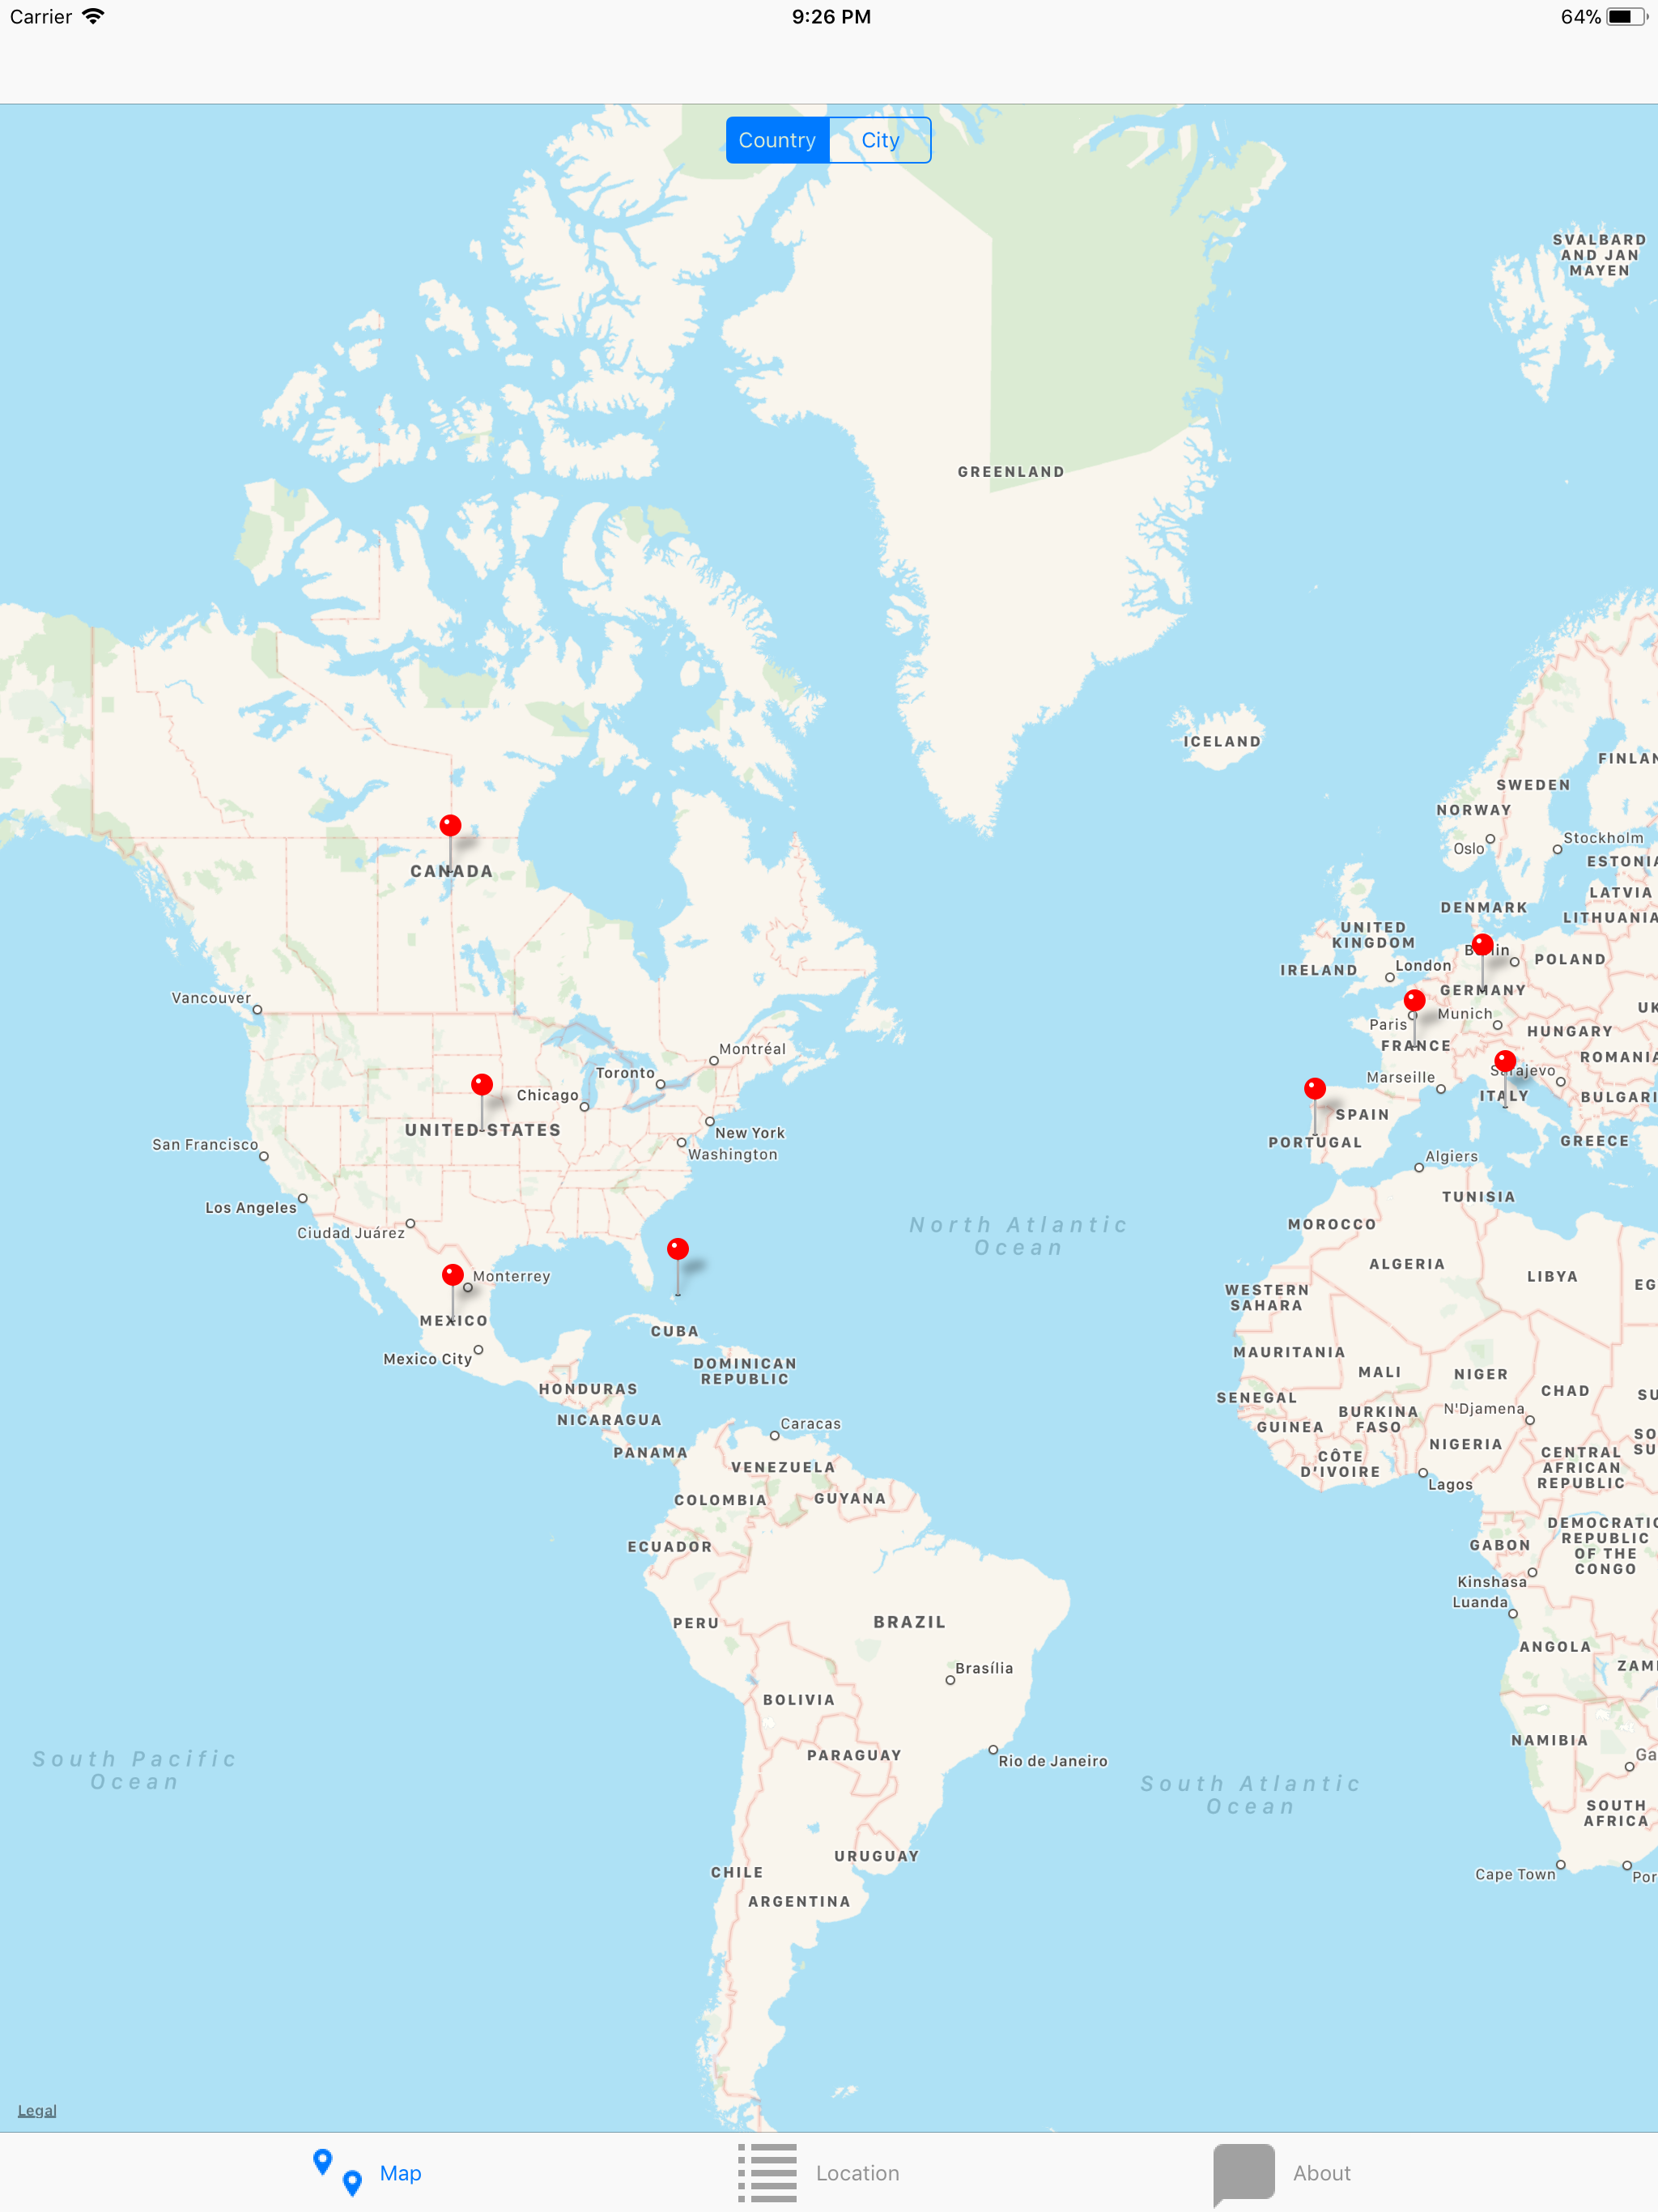 Carrier 9:26 PM 64%
Country City
SVALBARD
AND JAN
MAYEN
GREENLAND
ICELAND
FINLAN
SWEDEN
NORWAY
Stockholm
Oslo
ESTONIA
CANADA
LATVIA
DENMARK
LITHUANIA
UNITED
KINGDOM
POLAND
London
IRELAND
GERMANY
Vancouver
UK
Munich
Paris
HUNGARY
FRANCE
Montréal
ROMANIA
Toronto
Sarajevo
Marseille
Chicago
ITALY
BULGARI
SPAIN
UNITED STATES
New York
PORTUGAL
GREECE
San Francisco
Washington
Algiers
TUNISIA
Los Angeles
North Atlantic
Ocean
MOROCCO
Ciudad Juárez
ALGERIA
Monterrey
LIBYA
EG
WESTERN
SAHARA
MEXICO
CUBA
MAURITANIA
Mexico City
DOMINICAN
REPUBLIC
MALI
NIGER
HONDURAS
CHAD
SU
SENEGAL
N'Djamena
BURKINA
FASO
NICARAGUA
Caracas
GUINEA
SO
SU
NIGERIA
PANAMA
CENTRAL
AFRICAN
REPUBLIC
CÔTE
D'IVOIRE
VENEZUELA
Lagos
COLOMBIA
GUYANA
DEMOCRATIC
REPUBLIC
OF THE
CONGO
ECUADOR
GABON
Kinshasa
Luanda
PERU
BRAZIL
ANGOLA
Brasília
ZAM
BOLIVIA
NAMIBIA
PARAGUAY
Ga
South Pacific
Ocean
Rio de Janeiro
South Atlantic
Ocean
SOUTH
AFRICA
URUGUAY
CHILE
Cape Town
Por
ARGENTINA
Legal
Map Location About